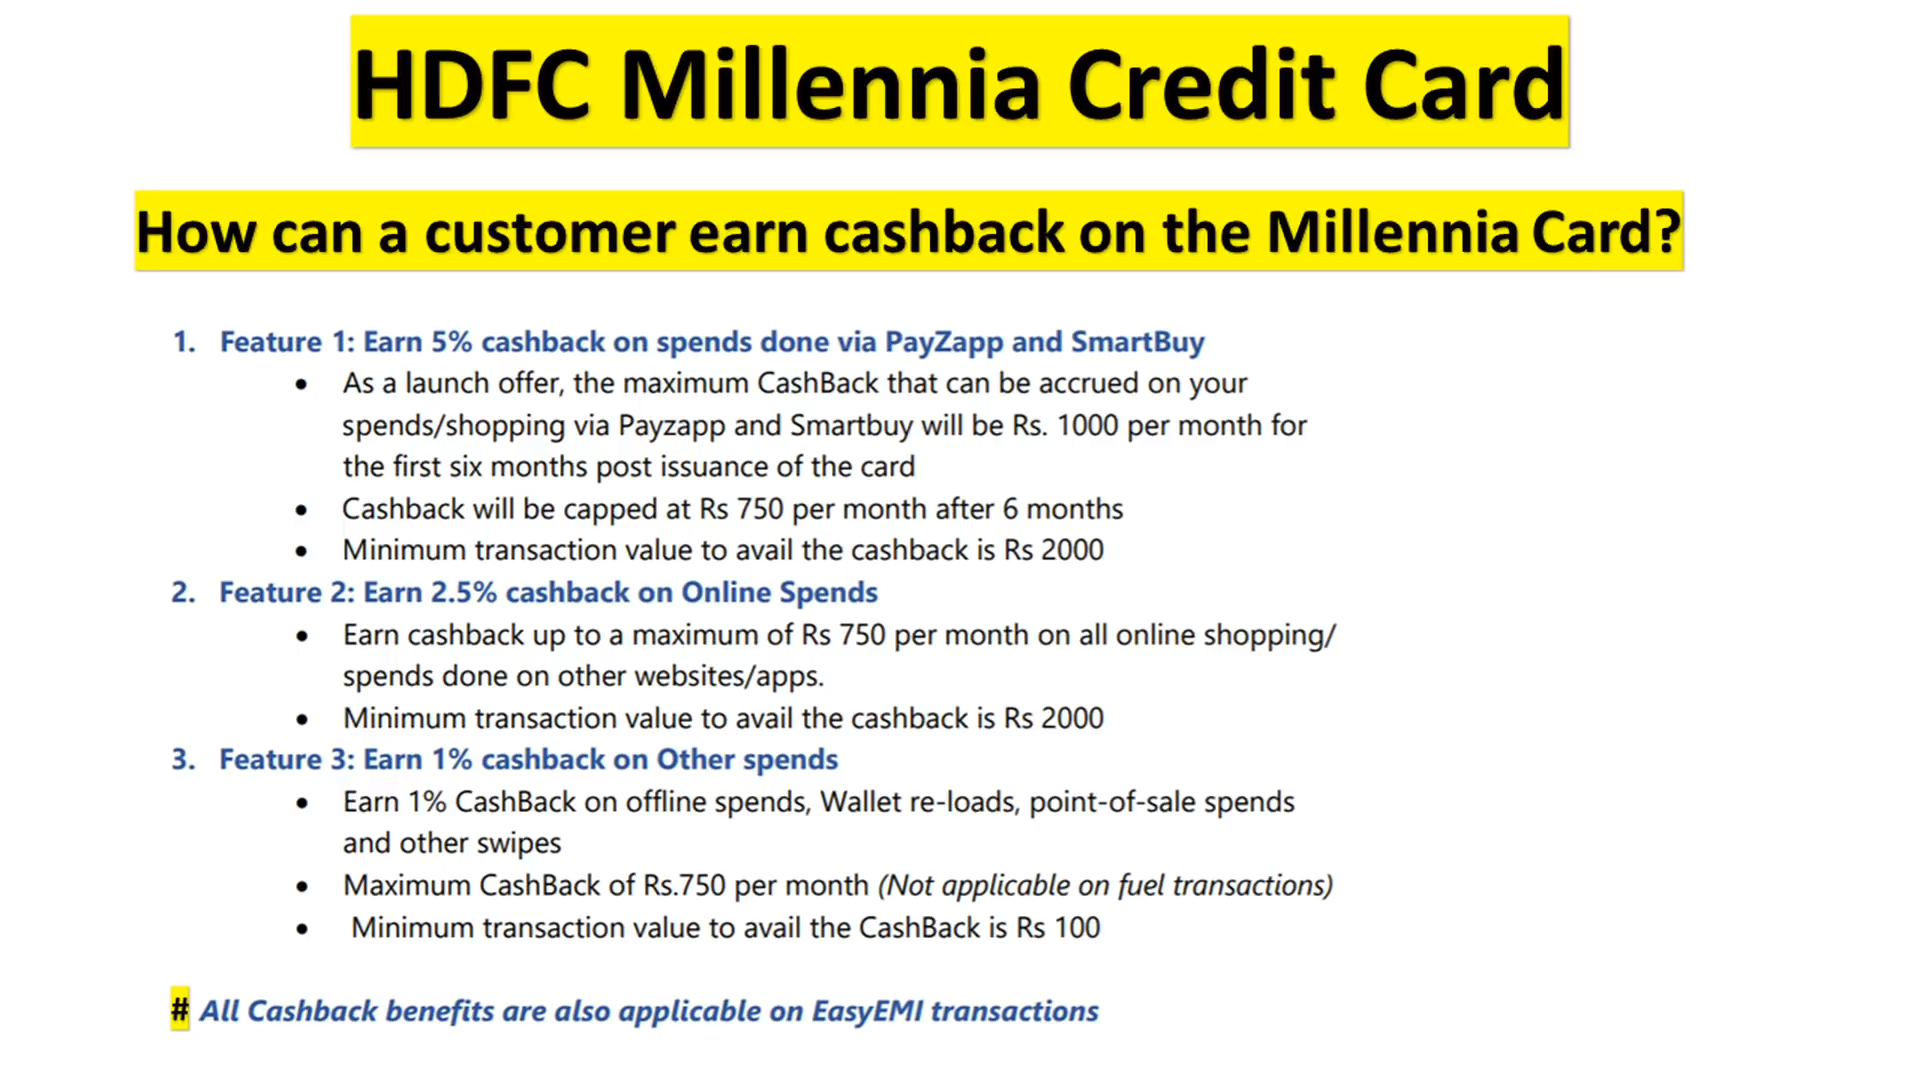 HDFC Millennia Credit Card
How can a customer earn cashback on the Millennia Card?
1. Feature 1: Earn 5% cashback on spends done via PayZapp and SmartBuy
• As a launch offer, the maximum CashBack that can be accrued on your
spends/shopping via Payzapp and Smartbuy will be Rs. 1000 per month for
the first six months post issuance of the card
• Cashback will be capped at Rs 750 per month after 6 months
• Minimum transaction value to avail the cashback is Rs 2000
2. Feature 2: Earn 2.5% cashback on Online Spends
• Earn cashback up to a maximum of Rs 750 per month on all online shopping/
spends done on other websites/apps.
• Minimum transaction value to avail the cashback is Rs 2000
3. Feature 3: Earn 1% cashback on Other spends
• Earn 1% CashBack on offline spends, Wallet re-loads, point-of-sale spends
and other swipes
• Maximum CashBack of Rs.750 per month (Not applicable on fuel transactions)
• Minimum transaction value to avail the CashBack is Rs 100
# All Cashback benefits are also applicable on EasyEMI transactions